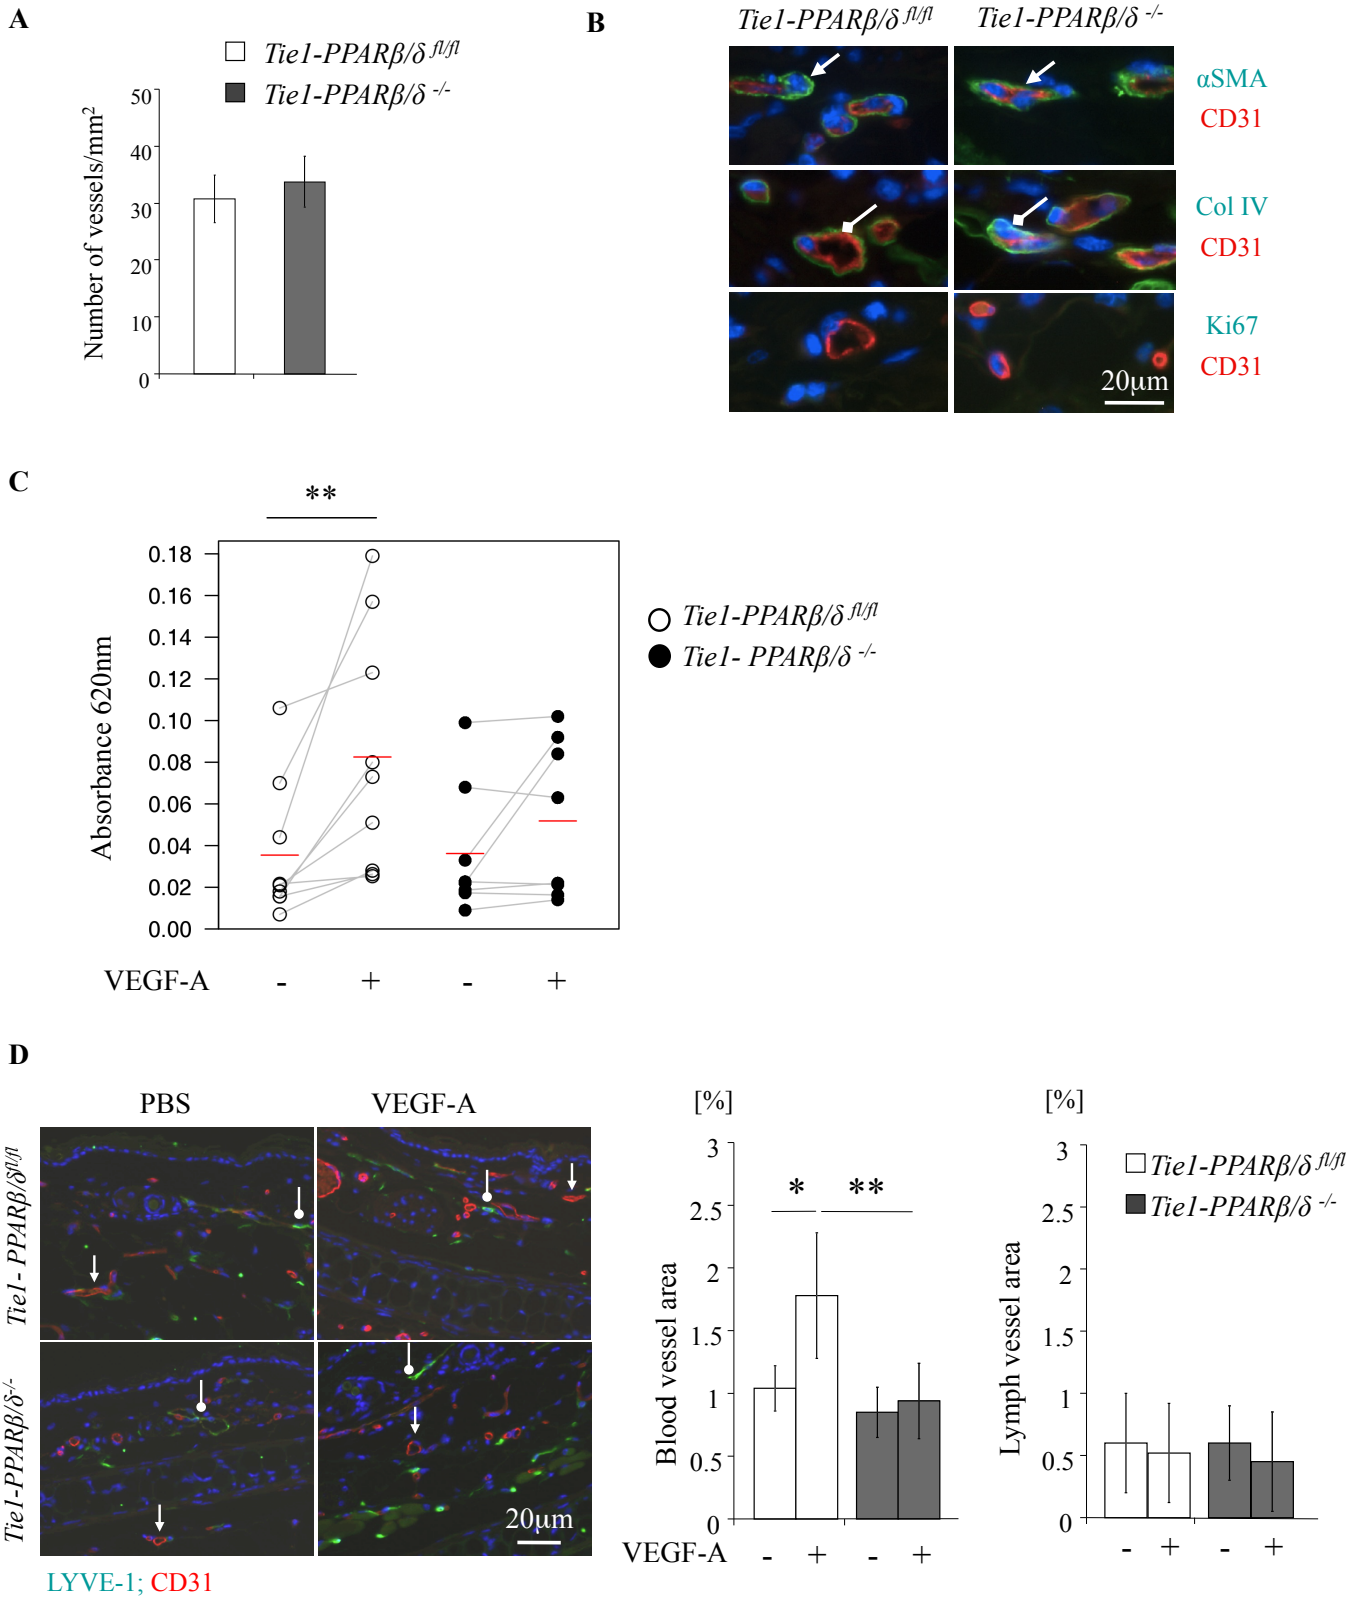 A
Tie1-PPARβ/δ fl/fl
Tie1-PPARβ/δ -/-
Number of vessels/mm2
50
40
30
20
10
0
B
Tie1-PPARβ/δ fl/fl
Tie1-PPARβ/δ -/-
αSMA
CD31
Col IV
CD31
Ki67
CD31
20μm
C
**
Absorbance 620nm
0.18
0.16
0.14
0.12
0.10
0.08
0.06
0.04
0.02
0.00
Tie1-PPARβ/δ fl/fl
Tie1- PPARβ/δ -/-
VEGF-A - + - +
D
PBS VEGF-A
Tie1- PPARβ/δfl/fl
Tie1-PPARβ/δ-/-
20μm
LYVE-1; CD31
[%]
Blood vessel area
3
2.5
2
1.5
1
0.5
0
* **
VEGF-A - + - +
[%]
Lymph vessel area
3
2.5
2
1.5
1
0.5
0
Tie1-PPARβ/δ fl/fl
Tie1-PPARβ/δ -/-
- + - +